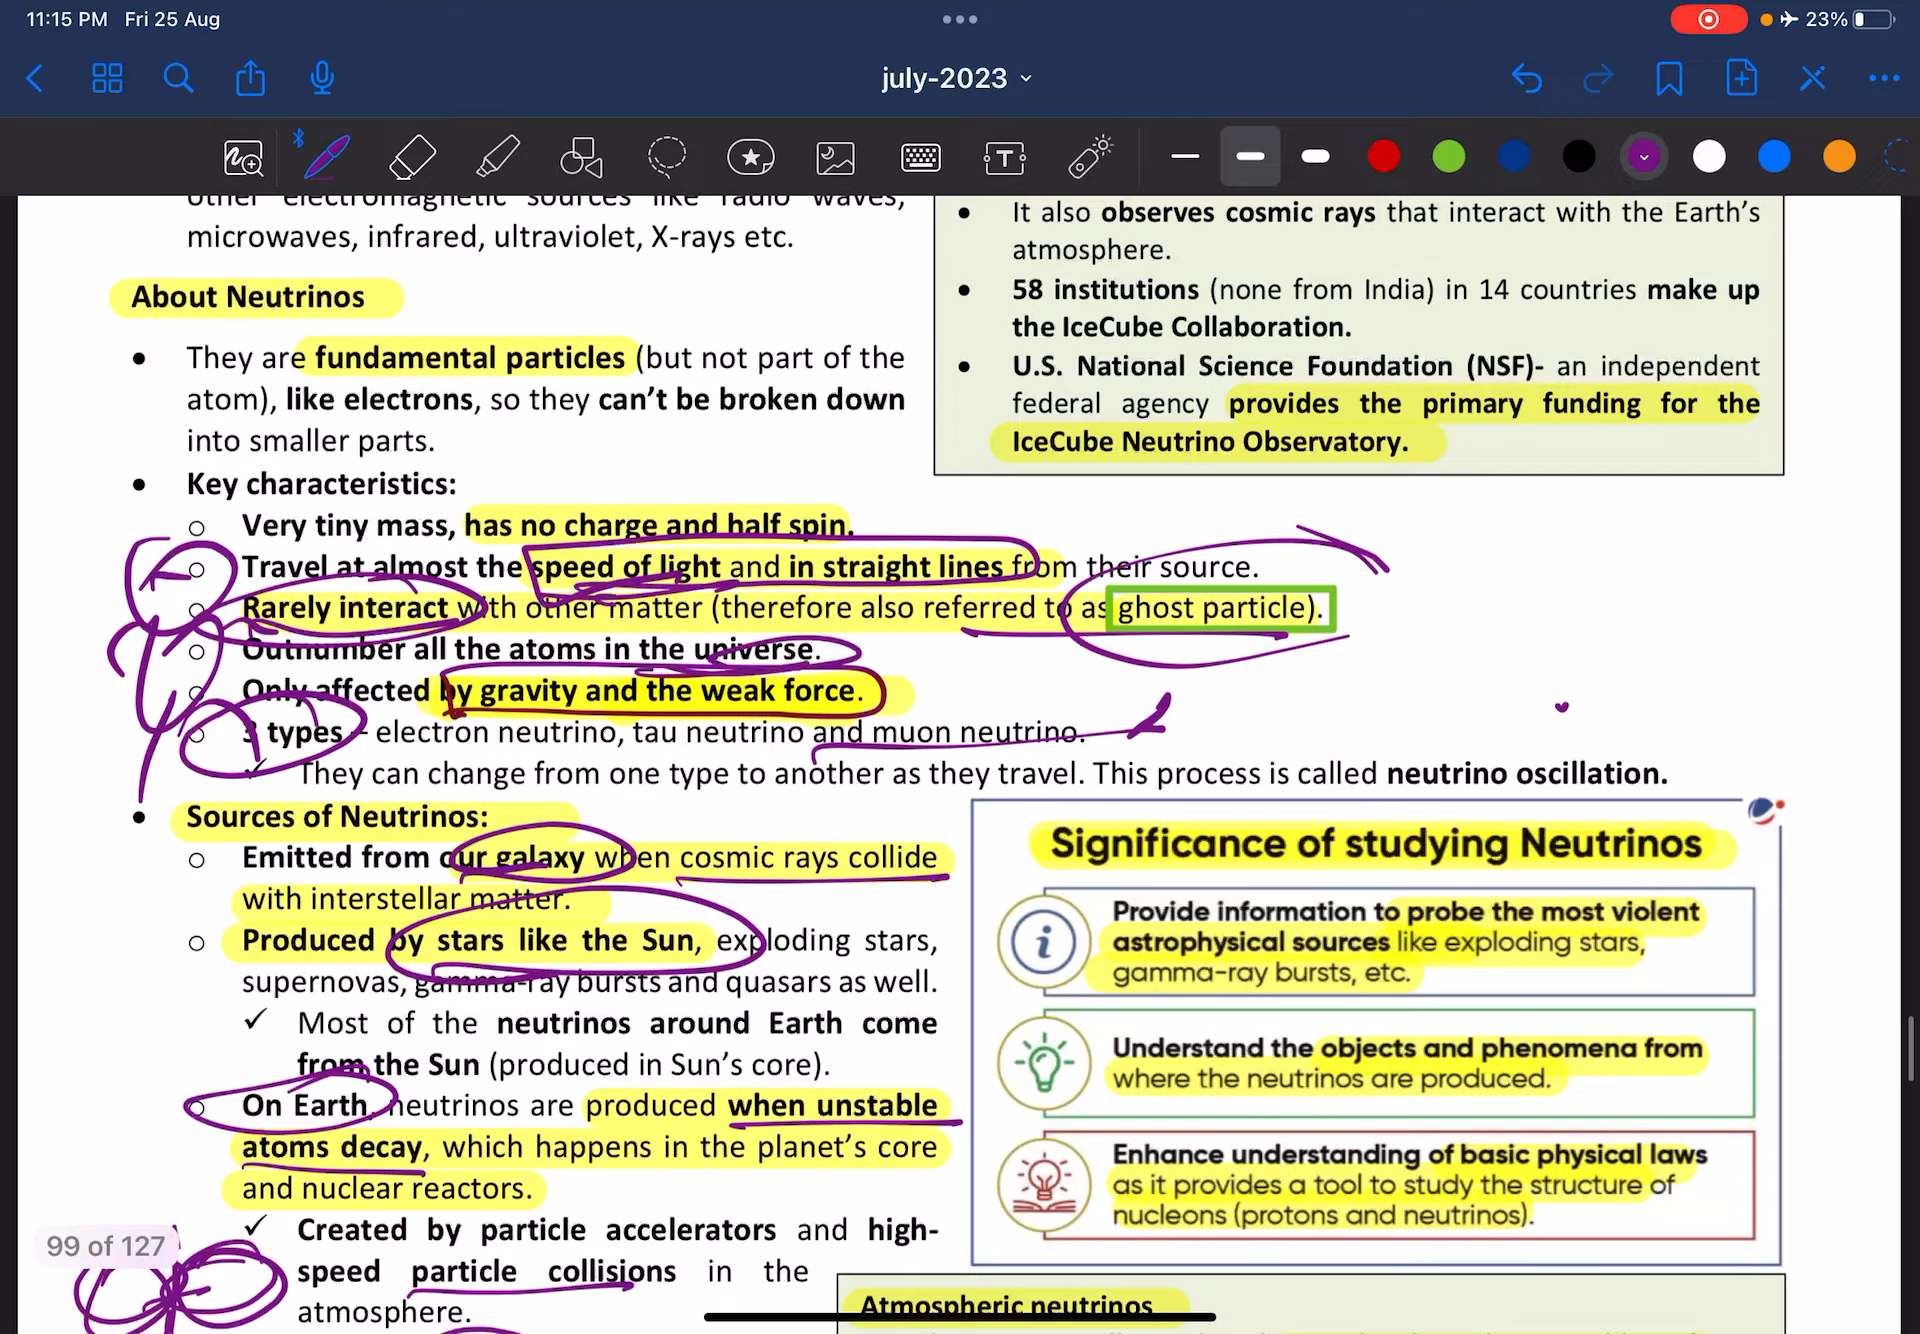 11:15 PM Fri 25 Aug
23%
july-2023
other electromagnetic sources like radio waves,
microwaves, infrared, ultraviolet, X-rays etc.
About Neutrinos
• They are fundamental particles (but not part of the
atom), like electrons, so they can't be broken down
into smaller parts.
• Key characteristics:
o Very tiny mass, has no charge and half spin.
o Travel at almost the speed of light and in straight lines from their source.
o Rarely interact with other matter (therefore also referred to as ghost particle).
o Outnumber all the atoms in the universe.
o Only affected by gravity and the weak force.
o 3 types – electron neutrino, tau neutrino and muon neutrino.
✓ They can change from one type to another as they travel. This process is called neutrino oscillation.
• Sources of Neutrinos:
o Emitted from our galaxy when cosmic rays collide
with interstellar matter.
o Produced by stars like the Sun, exploding stars,
supernovas, gamma-ray bursts and quasars as well.
✓ Most of the neutrinos around Earth come
from the Sun (produced in Sun's core).
o On Earth, neutrinos are produced when unstable
atoms decay, which happens in the planet's core
and nuclear reactors.
✓ Created by particle accelerators and high-
speed particle collisions in the
atmosphere.
• It also observes cosmic rays that interact with the Earth's
atmosphere.
• 58 institutions (none from India) in 14 countries make up
the IceCube Collaboration.
• U.S. National Science Foundation (NSF)- an independent
federal agency provides the primary funding for the
IceCube Neutrino Observatory.
Significance of studying Neutrinos
Provide information to probe the most violent
astrophysical sources like exploding stars,
gamma-ray bursts, etc.
Understand the objects and phenomena from
where the neutrinos are produced.
Enhance understanding of basic physical laws
as it provides a tool to study the structure of
nucleons (protons and neutrinos).
Atmospheric neutrinos
99 of 127